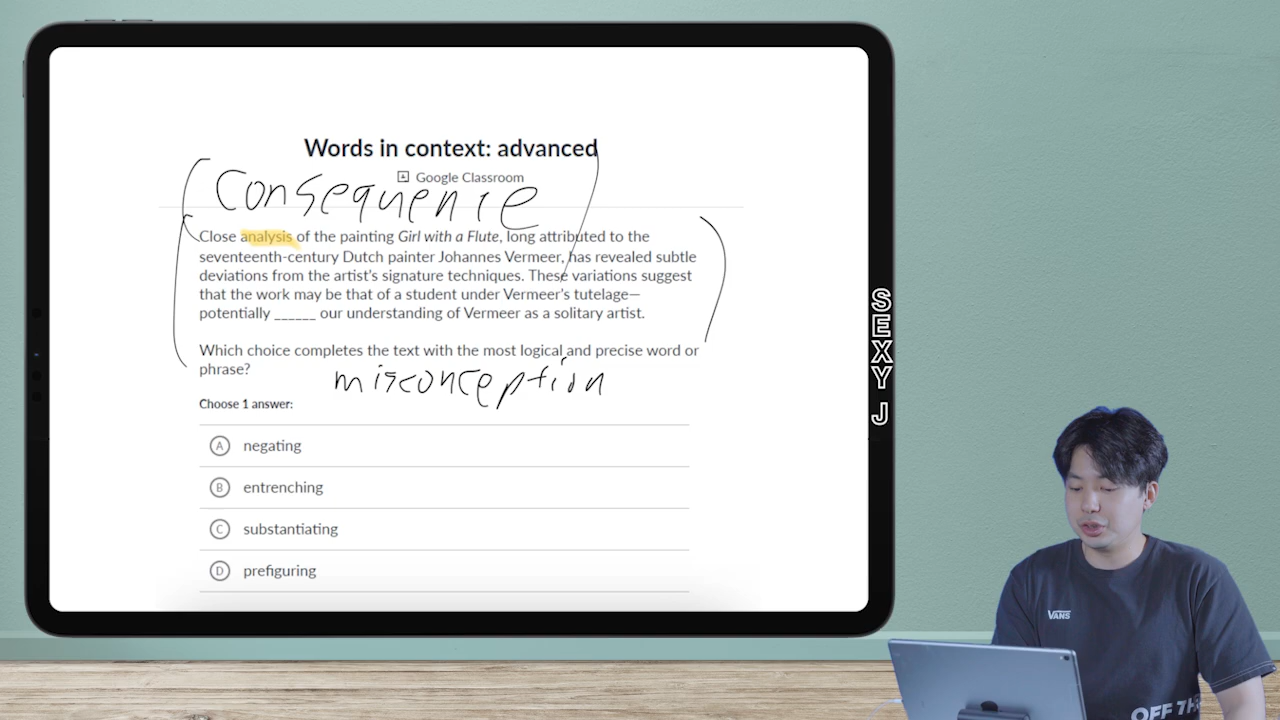 Words in context: advanced
Google Classroom
Consequence
Close analysis of the painting Girl with a Flute, long attributed to the
seventeenth-century Dutch painter Johannes Vermeer, has revealed subtle
deviations from the artist's signature techniques. These variations suggest
that the work may be that of a student under Vermeer's tutelage—
potentially ______ our understanding of Vermeer as a solitary artist.
Which choice completes the text with the most logical and precise word or
phrase?
misconception
Choose 1 answer:
A negating
B entrenching
C substantiating
D prefiguring
SEXY J
VANS